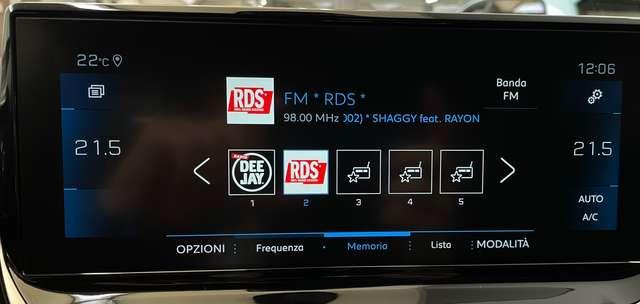 22°C
12:06
RDS
FM * RDS *
98.00 MHz 002) * SHAGGY feat. RAYON
Banda
FM
21.5
21.5
DEE
JAY
RDS
1
2
3
4
5
AUTO
A/C
OPZIONI
Frequenza
Memoria
Lista
MODALITÀ